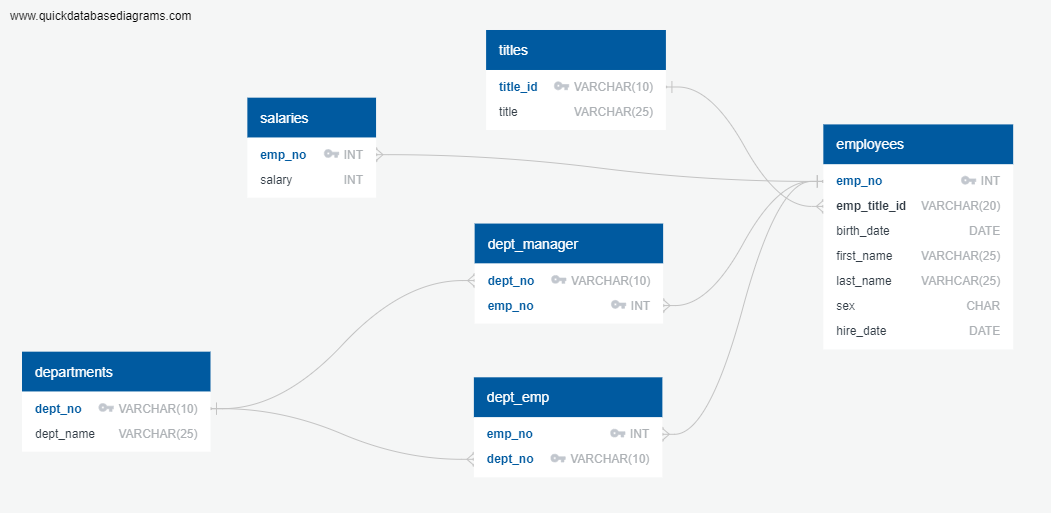 www.quickdatabasediagrams.com
titles
title_id VARCHAR(10)
title VARCHAR(25)
salaries
emp_no INT
salary INT
employees
emp_no INT
emp_title_id VARCHAR(20)
birth_date DATE
first_name VARCHAR(25)
last_name VARHCAR(25)
sex CHAR
hire_date DATE
dept_manager
dept_no VARCHAR(10)
emp_no INT
departments
dept_no VARCHAR(10)
dept_name VARCHAR(25)
dept_emp
emp_no INT
dept_no VARCHAR(10)